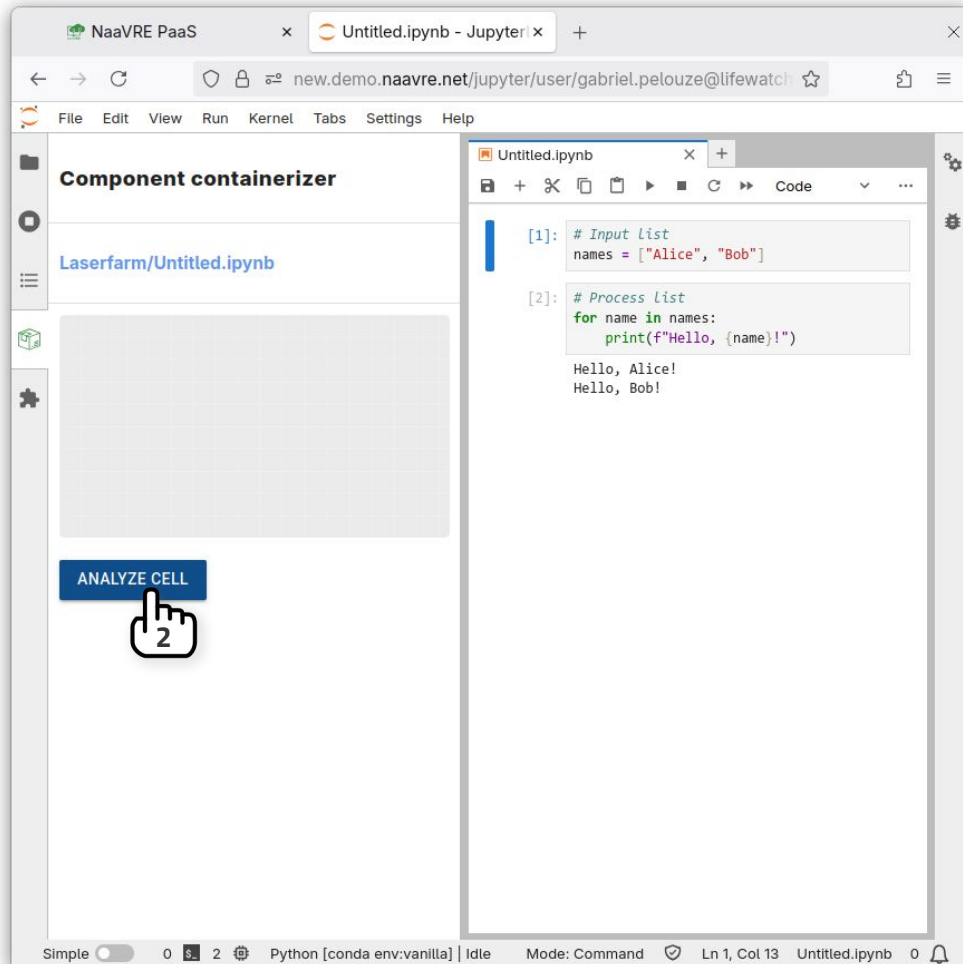 NaaVRE PaaS
Untitled.ipynb - Jupyter
new.demo.naavre.net/jupyter/user/gabriel.pelouze@lifewatch
File Edit View Run Kernel Tabs Settings Help
Component containerizer
Laserfarm/Untitled.ipynb
ANALYZE CELL
2
Untitled.ipynb
Code
[1]: # Input list
names = ["Alice", "Bob"]
[2]: # Process list
for name in names:
    print(f"Hello, {name}!")
Hello, Alice!
Hello, Bob!
Simple 0 $_ 2 Python [conda env:vanilla] | Idle Mode: Command Ln 1, Col 13 Untitled.ipynb 0